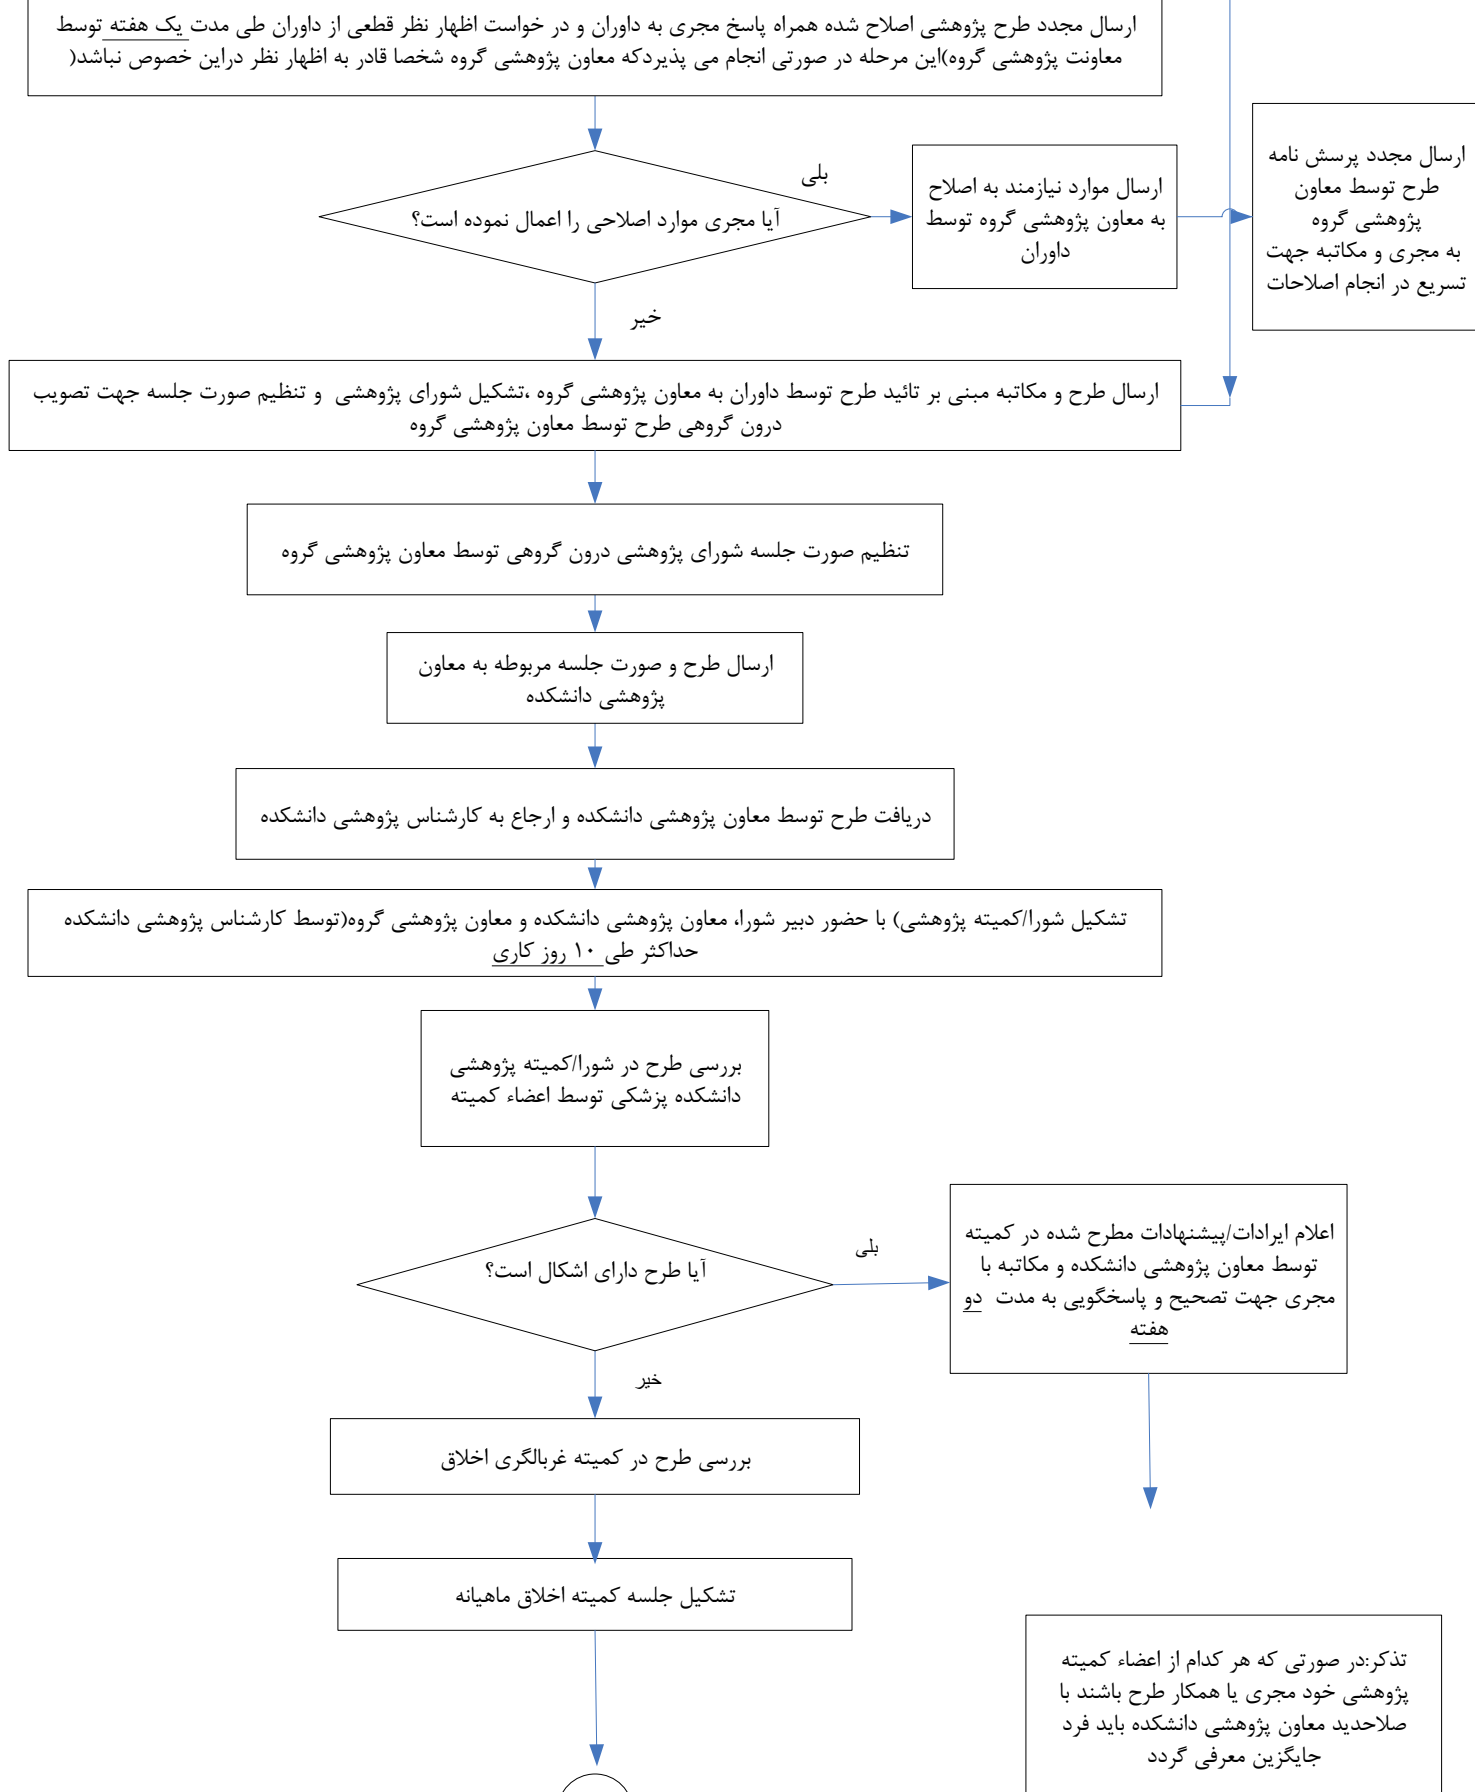 ارسال مجدد طرح پژوهشی اصلاح شده همراه پاسخ مجری به داوران و در خواست اظهار نظر قطعی از داوران طی مدت یک هفته توسط
معاونت پژوهشی گروه)این مرحله در صورتی انجام می پذیردکه معاون پژوهشی گروه شخصا قادر به اظهار نظر دراین خصوص نباشد(
بلی
آیا مجری موارد اصلاحی را اعمال نموده است؟
ارسال موارد نیازمند به اصلاح
به معاون پژوهشی گروه توسط
داوران
ارسال مجدد پرسش نامه
طرح توسط معاون
پژوهشی گروه
به مجری و مکاتبه جهت
تسریع در انجام اصلاحات
خیر
ارسال طرح و مکاتبه مبنی بر تائید طرح توسط داوران به معاون پژوهشی گروه ،تشکیل شورای پژوهشی و تنظیم صورت جلسه جهت تصویب
درون گروهی طرح توسط معاون پژوهشی گروه
تنظیم صورت جلسه شورای پژوهشی درون گروهی توسط معاون پژوهشی گروه
ارسال طرح و صورت جلسه مربوطه به معاون
پژوهشی دانشکده
دریافت طرح توسط معاون پژوهشی دانشکده و ارجاع به کارشناس پژوهشی دانشکده
تشکیل شورا/کمیته پژوهشی) با حضور دبیر شورا، معاون پژوهشی دانشکده و معاون پژوهشی گروه(توسط کارشناس پژوهشی دانشکده
حداکثر طی ۱۰ روز کاری
بررسی طرح در شورا/کمیته پژوهشی
دانشکده پزشکی توسط اعضاء کمیته
آیا طرح دارای اشکال است؟
بلی
اعلام ایرادات/پیشنهادات مطرح شده در کمیته
توسط معاون پژوهشی دانشکده و مکاتبه با
مجری جهت تصحیح و پاسخگویی به مدت دو
هفته
خیر
بررسی طرح در کمیته غربالگری اخلاق
تشکیل جلسه کمیته اخلاق ماهیانه
تذکر:در صورتی که هر کدام از اعضاء کمیته
پژوهشی خود مجری یا همکار طرح باشند با
صلاحدید معاون پژوهشی دانشکده باید فرد
جایگزین معرفی گردد